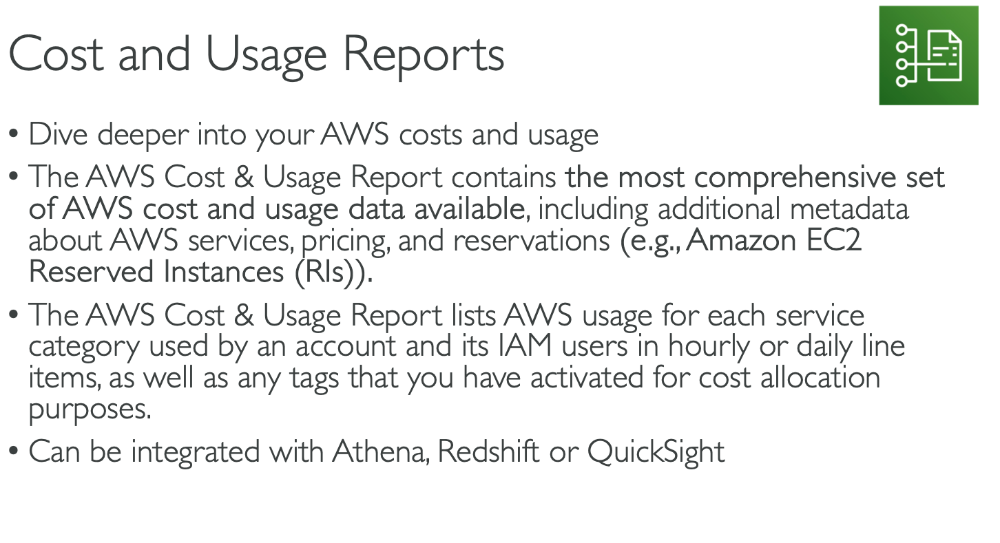 Cost and Usage Reports
• Dive deeper into your AWS costs and usage
• The AWS Cost & Usage Report contains the most comprehensive set
of AWS cost and usage data available, including additional metadata
about AWS services, pricing, and reservations (e.g., Amazon EC2
Reserved Instances (RIs)).
• The AWS Cost & Usage Report lists AWS usage for each service
category used by an account and its IAM users in hourly or daily line
items, as well as any tags that you have activated for cost allocation
purposes.
• Can be integrated with Athena, Redshift or QuickSight